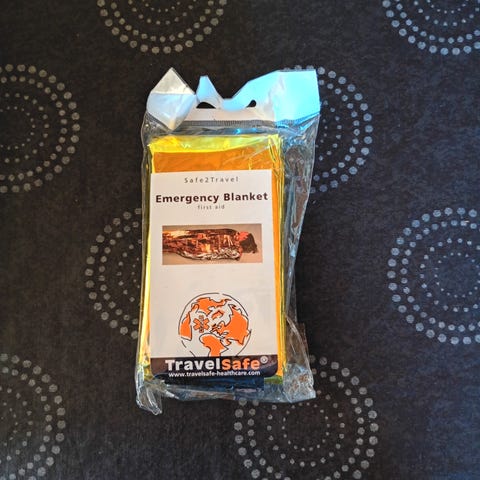 Safe2Travel
Emergency Blanket
first aid
TravelSafe®
www.travelsafe-healthcare.com